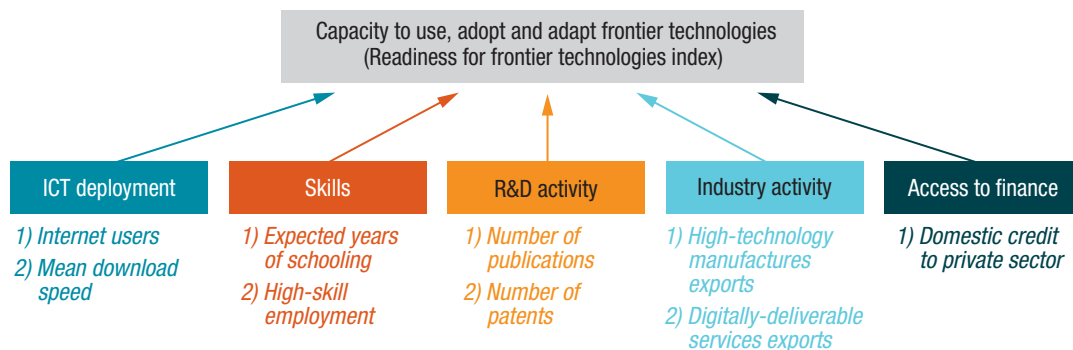 Capacity to use, adopt and adapt frontier technologies
(Readiness for frontier technologies index)
ICT deployment
1) Internet users
2) Mean download
speed
Skills
1) Expected years
of schooling
2) High-skill
employment
R&D activity
1) Number of
publications
2) Number of
patents
Industry activity
1) High-technology
manufactures
exports
2) Digitally-deliverable
services exports
Access to finance
1) Domestic credit
to private sector